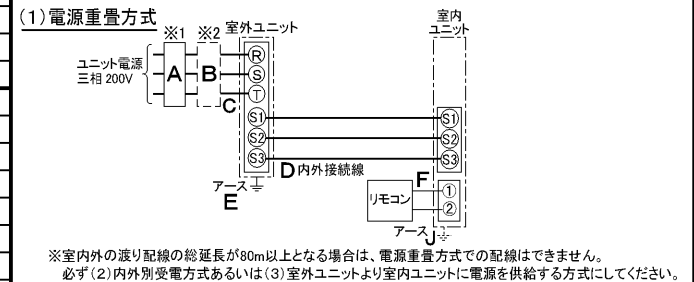 (1)電源重畳方式
※1 ※2 室外ユニット
室内
ユニット
ユニット電源
三相 200V
A B
C
R
S
T
S1
S2
S3
S1
S2
S3
D 内外接続線
アース
E
F
リモコン
1
2
アース J
※室内外の渡り配線の総延長が80m以上となる場合は、電源重畳方式での配線はできません。
必ず(2)内外別受電方式あるいは(3)室外ユニットより室内ユニットに電源を供給する方式にしてください。